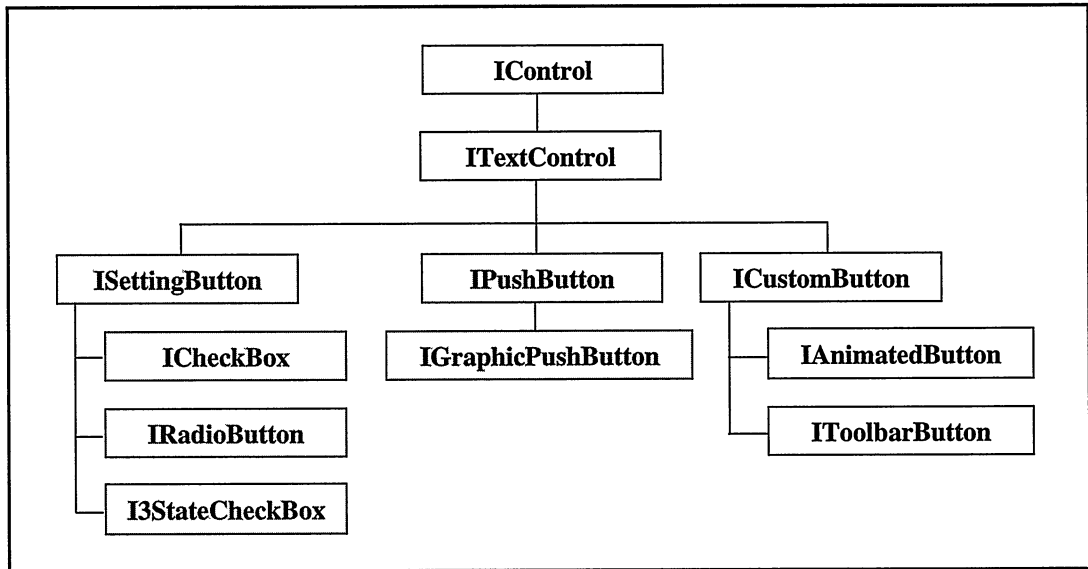 IControl
ITextControl
ISettingButton
IPushButton
ICustomButton
ICheckBox
IGraphicPushButton
IAnimatedButton
IRadioButton
IToolbarButton
I3StateCheckBox